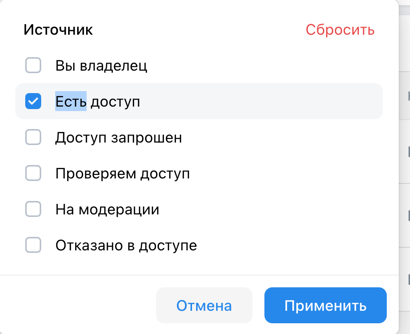 Источник
Сбросить
Вы владелец
Есть доступ
Доступ запрошен
Проверяем доступ
На модерации
Отказано в доступе
Отмена
Применить